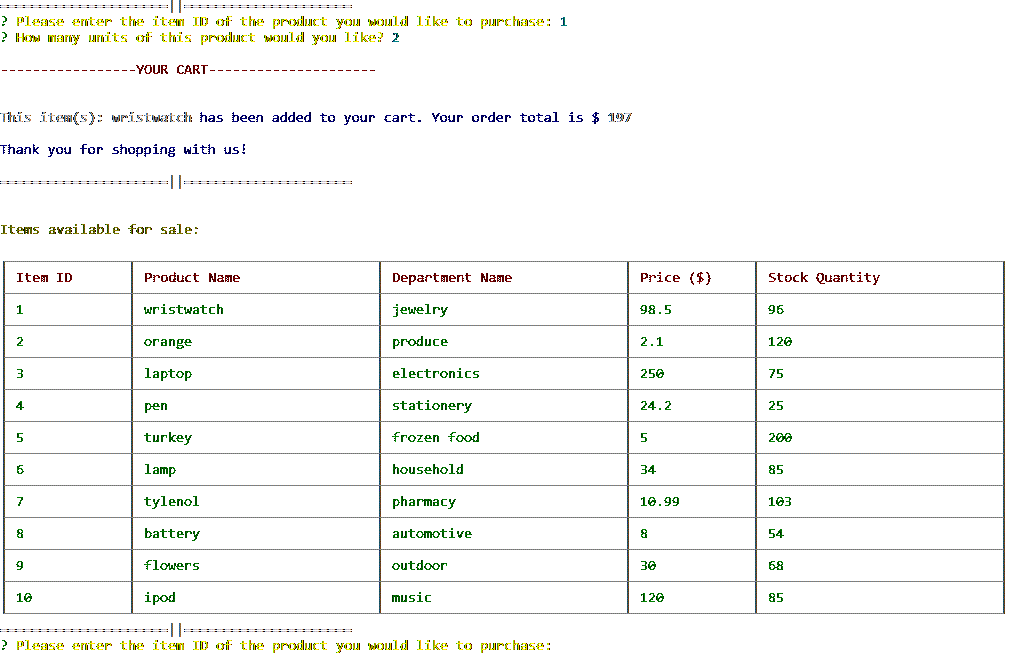 =====================||=====================
? Please enter the item ID of the product you would like to purchase: 1
? How many units of this product would you like? 2
-----------------YOUR CART---------------------
This item(s): wristwatch has been added to your cart. Your order total is $ 197
Thank you for shopping with us!
=====================||=====================
Items available for sale:
Item ID Product Name Department Name Price ($) Stock Quantity
1 wristwatch jewelry 98.5 96
2 orange produce 2.1 120
3 laptop electronics 250 75
4 pen stationery 24.2 25
5 turkey frozen food 5 200
6 lamp household 34 85
7 tylenol pharmacy 10.99 103
8 battery automotive 8 54
9 flowers outdoor 30 68
10 ipod music 120 85
=====================||=====================
? Please enter the item ID of the product you would like to purchase: